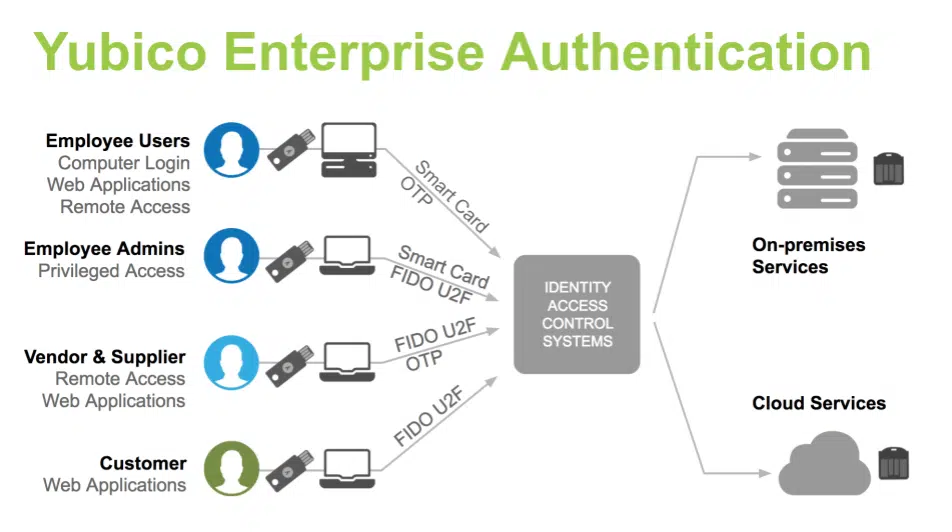 Yubico Enterprise Authentication
Employee Users
Computer Login
Web Applications
Remote Access
Smart Card
OTP
Employee Admins
Privileged Access
Smart Card
FIDO U2F
Vendor & Supplier
Remote Access
Web Applications
FIDO U2F
OTP
Customer
Web Applications
FIDO U2F
IDENTITY
ACCESS
CONTROL
SYSTEMS
On-premises
Services
Cloud Services